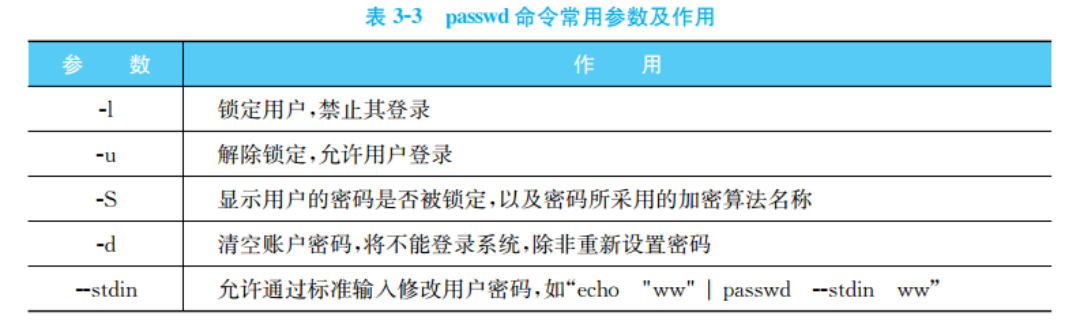 表 3-3 passwd 命令常用参数及作用
参 数 作 用
-l 锁定用户,禁止其登录
-u 解除锁定,允许用户登录
-S 显示用户的密码是否被锁定,以及密码所采用的加密算法名称
-d 清空账户密码,将不能登录系统,除非重新设置密码
--stdin 允许通过标准输入修改用户密码,如“echo "ww" | passwd --stdin ww”